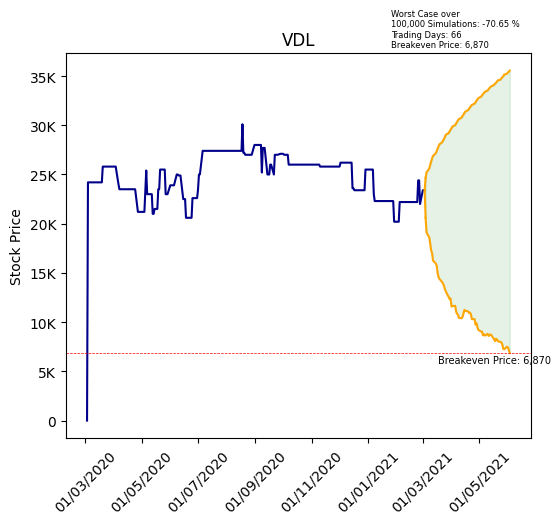 Worst Case over
100,000 Simulations: -70.65 %
Trading Days: 66
Breakeven Price: 6,870
VDL
Stock Price
35K
30K
25K
20K
15K
10K
5K
0
Breakeven Price: 6,870
01/03/2020
01/05/2020
01/07/2020
01/09/2020
01/11/2020
01/01/2021
01/03/2021
01/05/2021